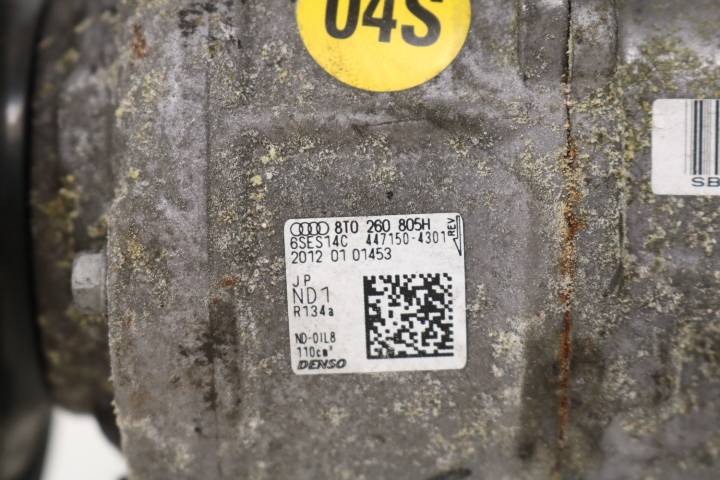 04S
8T0 260 805H
6SES14C 447150-4301
REV
2012 01 01453
JP
ND1
R134a
ND-OIL8
110cm³
DENSO
SB